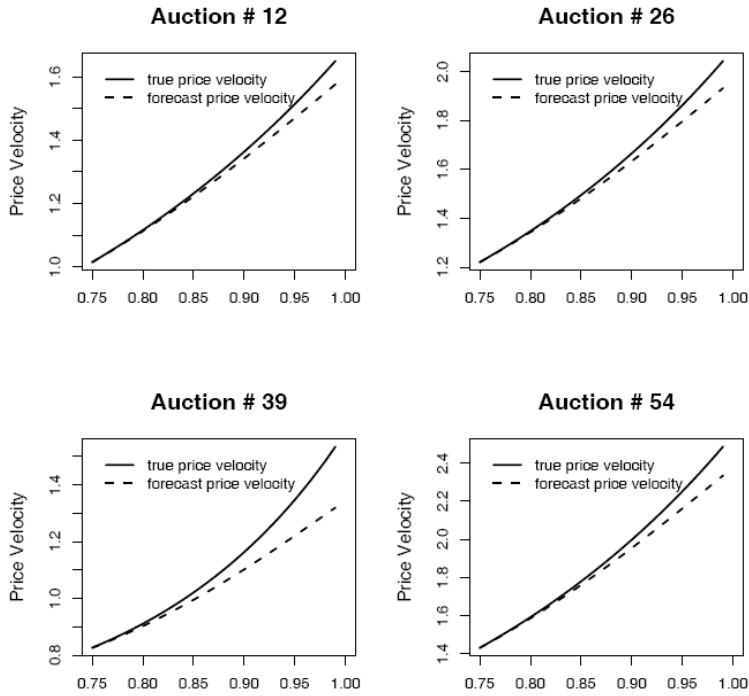 Auction # 12
Price Velocity
1.0 1.2 1.4 1.6
true price velocity
forecast price velocity
0.75 0.80 0.85 0.90 0.95 1.00
Auction # 26
Price Velocity
1.2 1.4 1.6 1.8 2.0
true price velocity
forecast price velocity
0.75 0.80 0.85 0.90 0.95 1.00
Auction # 39
Price Velocity
0.8 1.0 1.2 1.4
true price velocity
forecast price velocity
0.75 0.80 0.85 0.90 0.95 1.00
Auction # 54
Price Velocity
1.4 1.6 1.8 2.0 2.2 2.4
true price velocity
forecast price velocity
0.75 0.80 0.85 0.90 0.95 1.00